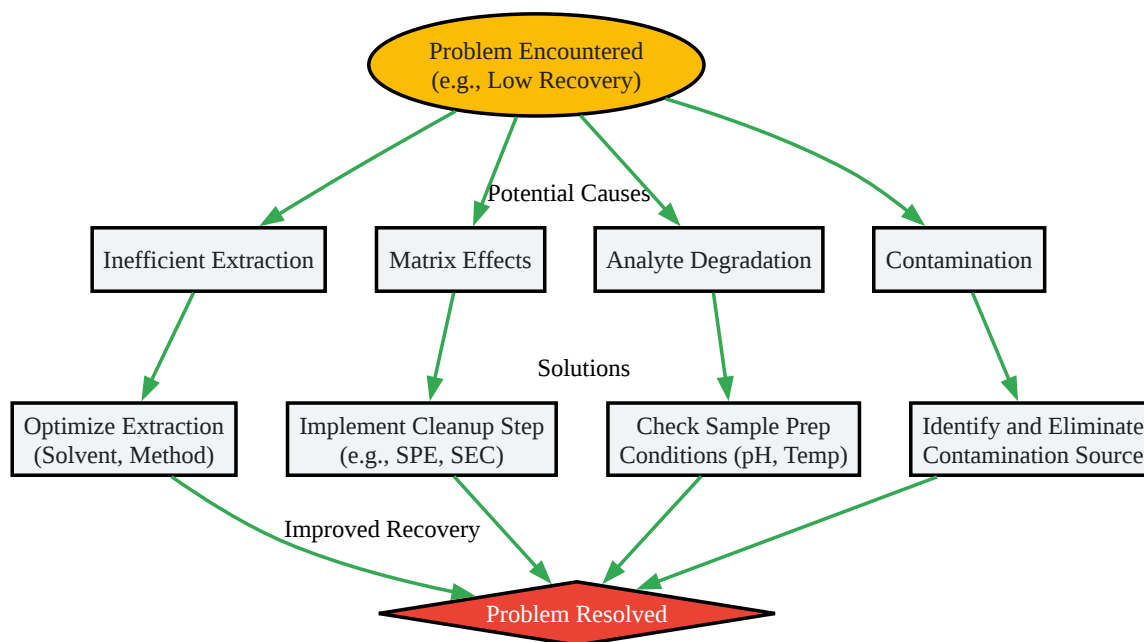 Problem Encountered
(e.g., Low Recovery)
Potential Causes
Inefficient Extraction
Matrix Effects
Analyte Degradation
Contamination
Solutions
Optimize Extraction
(Solvent, Method)
Implement Cleanup Step
(e.g., SPE, SEC)
Check Sample Prep
Conditions (pH, Temp)
Identify and Eliminate
Contamination Source
Improved Recovery
Problem Resolved